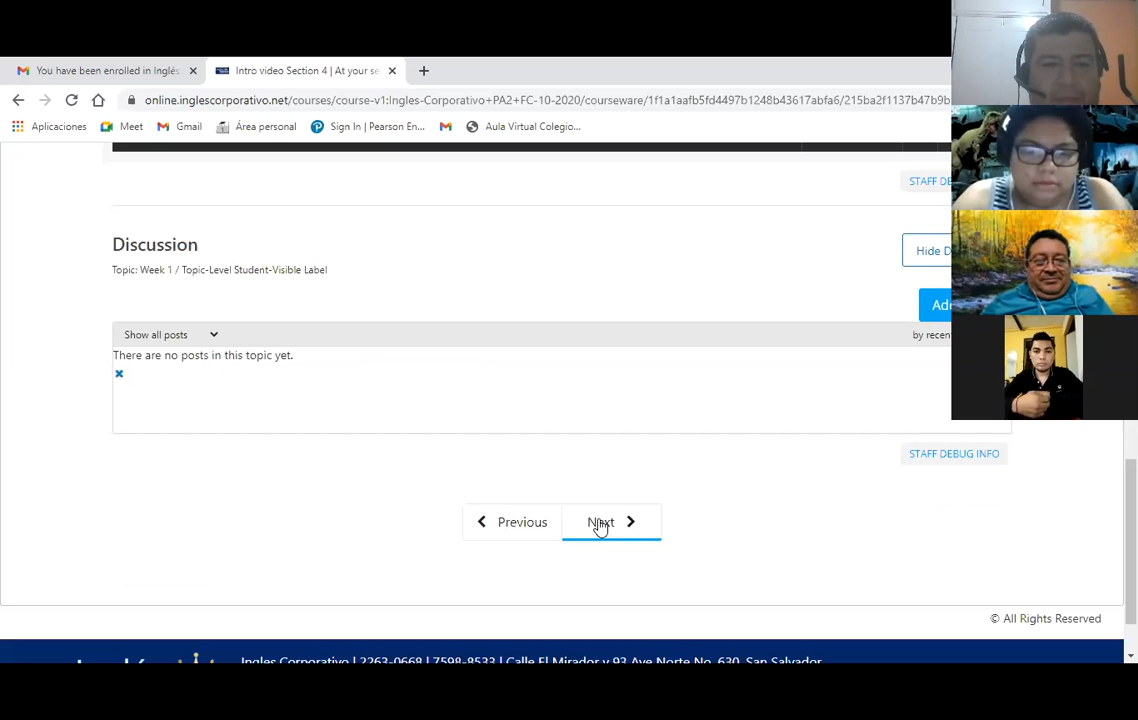 You have been enrolled in Inglés
Intro video Section 4 | At your se
online.inglescorporativo.net/courses/course-v1:Ingles-Corporativo+PA2+FC-10-2020/courseware/1f1a1aafb5fd4497b1248b43617abfa6/215ba2f1137b47b9b
Aplicaciones Meet Gmail Área personal Sign In | Pearson En... Aula Virtual Colegio...
STAFF DE
Discussion
Hide D
Topic: Week 1 / Topic-Level Student-Visible Label
Show all posts
by recen
There are no posts in this topic yet.
STAFF DEBUG INFO
Previous Next
© All Rights Reserved
Ingles Corporativo | 2263-0668 | 7598-8533 | Calle El Mirador y 93 Ave Norte No. 630, San Salvador